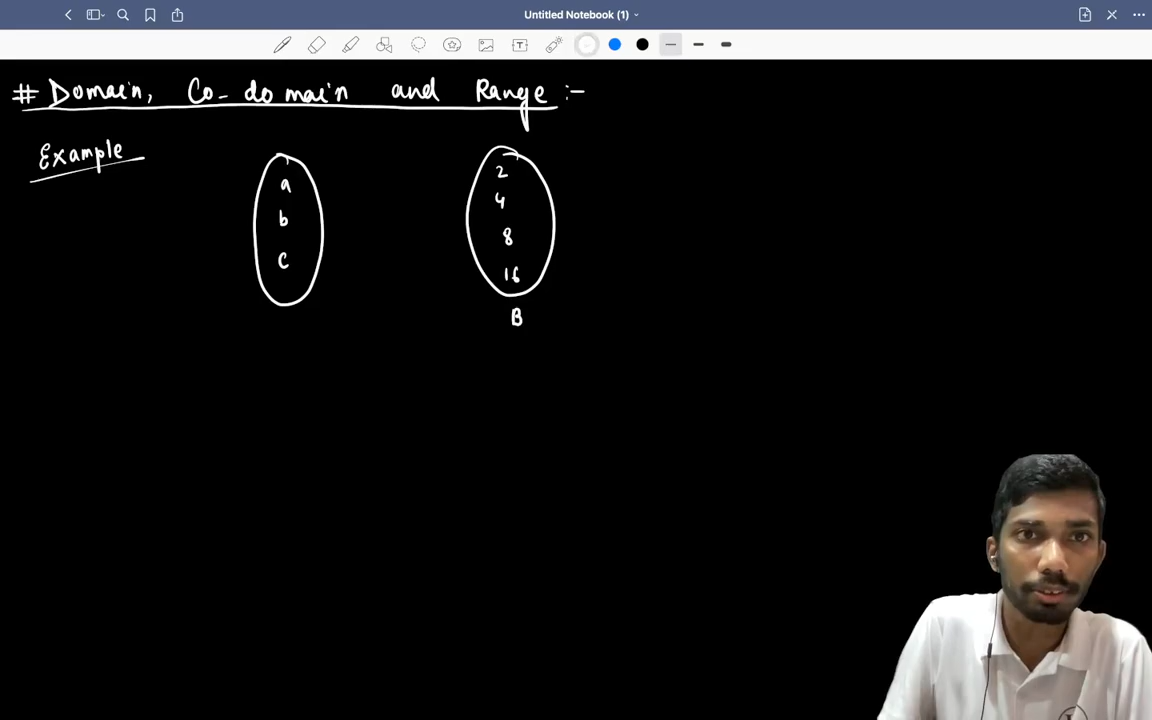 Untitled Notebook (1)
# Domain, Co-domain and Range :-
Example
a
b
c
2
4
8
16
B